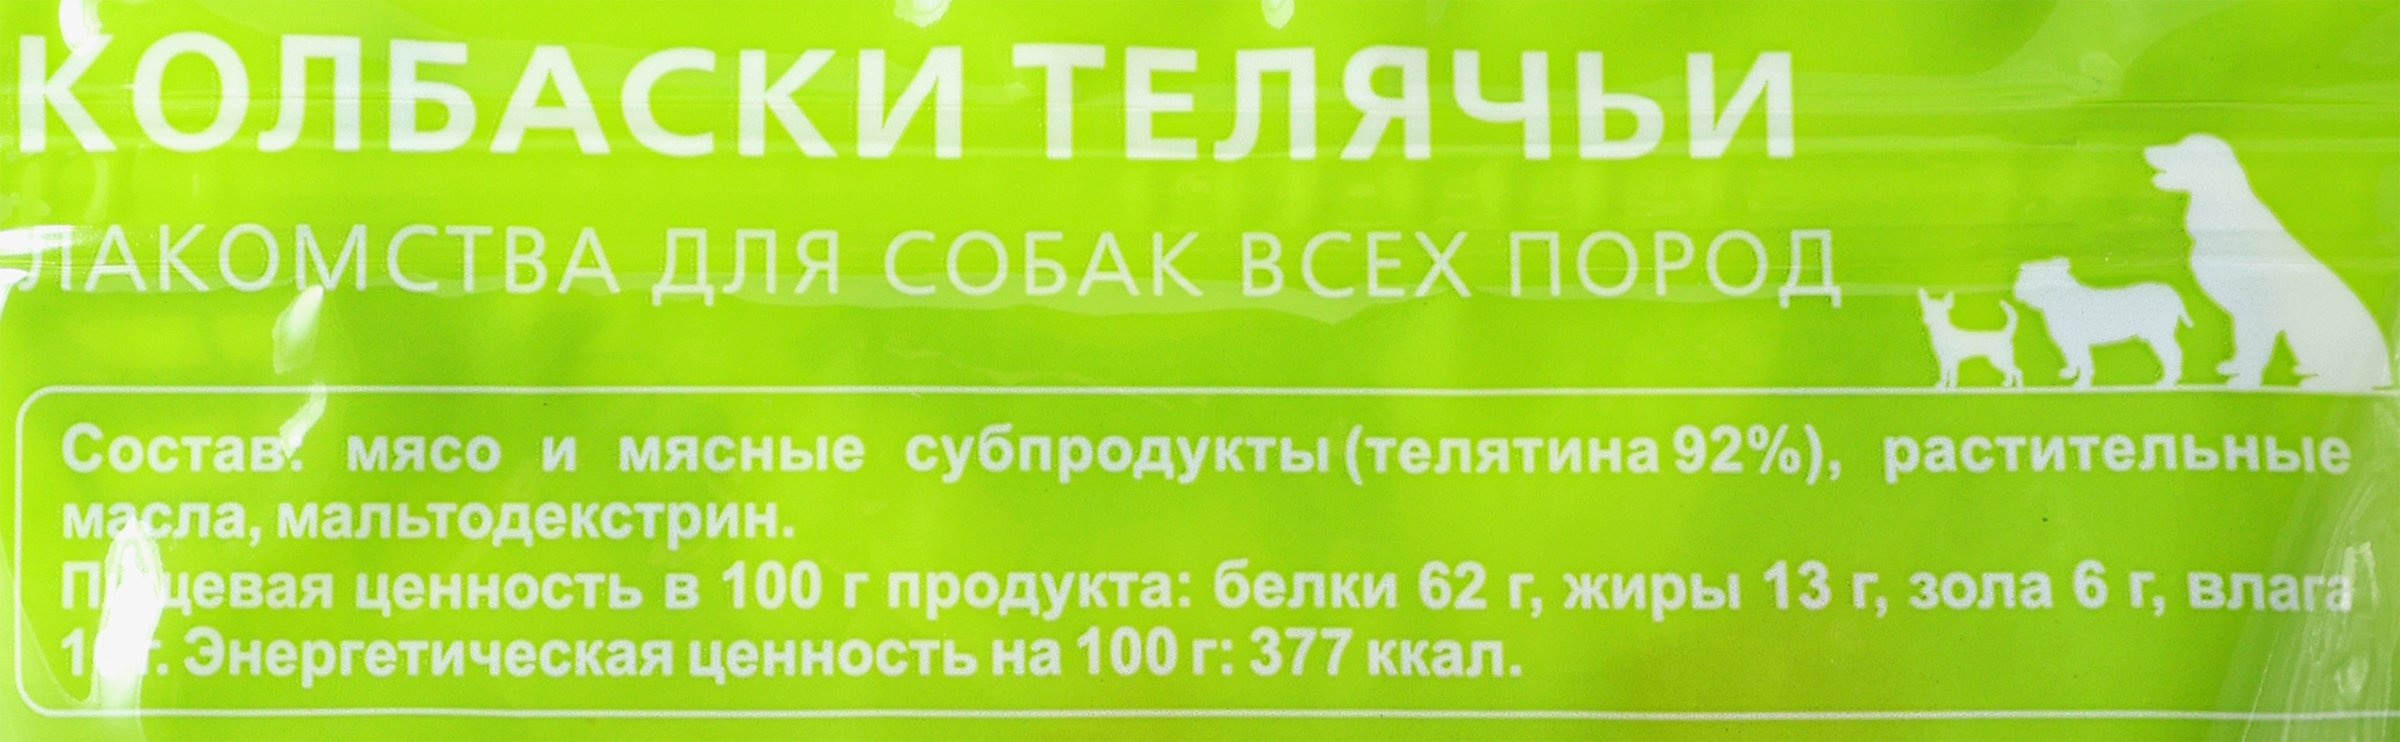 КОЛБАСКИ ТЕЛЯЧЬИ
ЛАКОМСТВА ДЛЯ СОБАК ВСЕХ ПОРОД
Состав: мясо и мясные субпродукты (телятина 92%), растительные
масла, мальтодекстрин.
Пищевая ценность в 100 г продукта: белки 62 г, жиры 13 г, зола 6 г, влага
г. Энергетическая ценность на 100 г: 377 ккал.